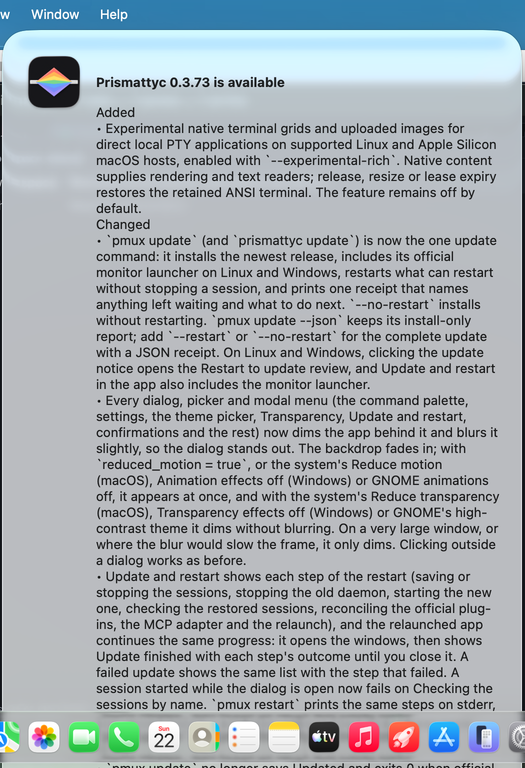 w Window Help
Prismattyc 0.3.73 is available
Added
• Experimental native terminal grids and uploaded images for
direct local PTY applications on supported Linux and Apple Silicon
macOS hosts, enabled with `--experimental-rich`. Native content
supplies rendering and text readers; release, resize or lease expiry
restores the retained ANSI terminal. The feature remains off by
default.
Changed
• `pmux update` (and `prismattyc update`) is now the one update
command: it installs the newest release, includes its official
monitor launcher on Linux and Windows, restarts what can restart
without stopping a session, and prints one receipt that names
anything left waiting and what to do next. `--no-restart` installs
without restarting. `pmux update --json` keeps its install-only
report; add `--restart` or `--no-restart` for the complete update
with a JSON receipt. On Linux and Windows, clicking the update
notice opens the Restart to update review, and Update and restart
in the app also includes the monitor launcher.
• Every dialog, picker and modal menu (the command palette,
settings, the theme picker, Transparency, Update and restart,
confirmations and the rest) now dims the app behind it and blurs it
slightly, so the dialog stands out. The backdrop fades in; with
`reduced_motion = true`, or the system's Reduce motion
(macOS), Animation effects off (Windows) or GNOME animations
off, it appears at once, and with the system's Reduce transparency
(macOS), Transparency effects off (Windows) or GNOME's high-
contrast theme it dims without blurring. On a very large window, or
where the blur would slow the frame, it only dims. Clicking outside
a dialog works as before.
• Update and restart shows each step of the restart (saving or
stopping the sessions, stopping the old daemon, starting the new
one, checking the restored sessions, reconciling the official plug-
ins, the MCP adapter and the relaunch), and the relaunched app
continues the same progress: it opens the windows, then shows
Update finished with each step's outcome until you close it. A
failed update shows the same list with the step that failed. A
session started while the dialog is open now fails on Checking the
sessions by name. `pmux restart` prints the same steps on stderr,
Sun
22
tv
`pmux update` no longer says Updated and exits 0 when official